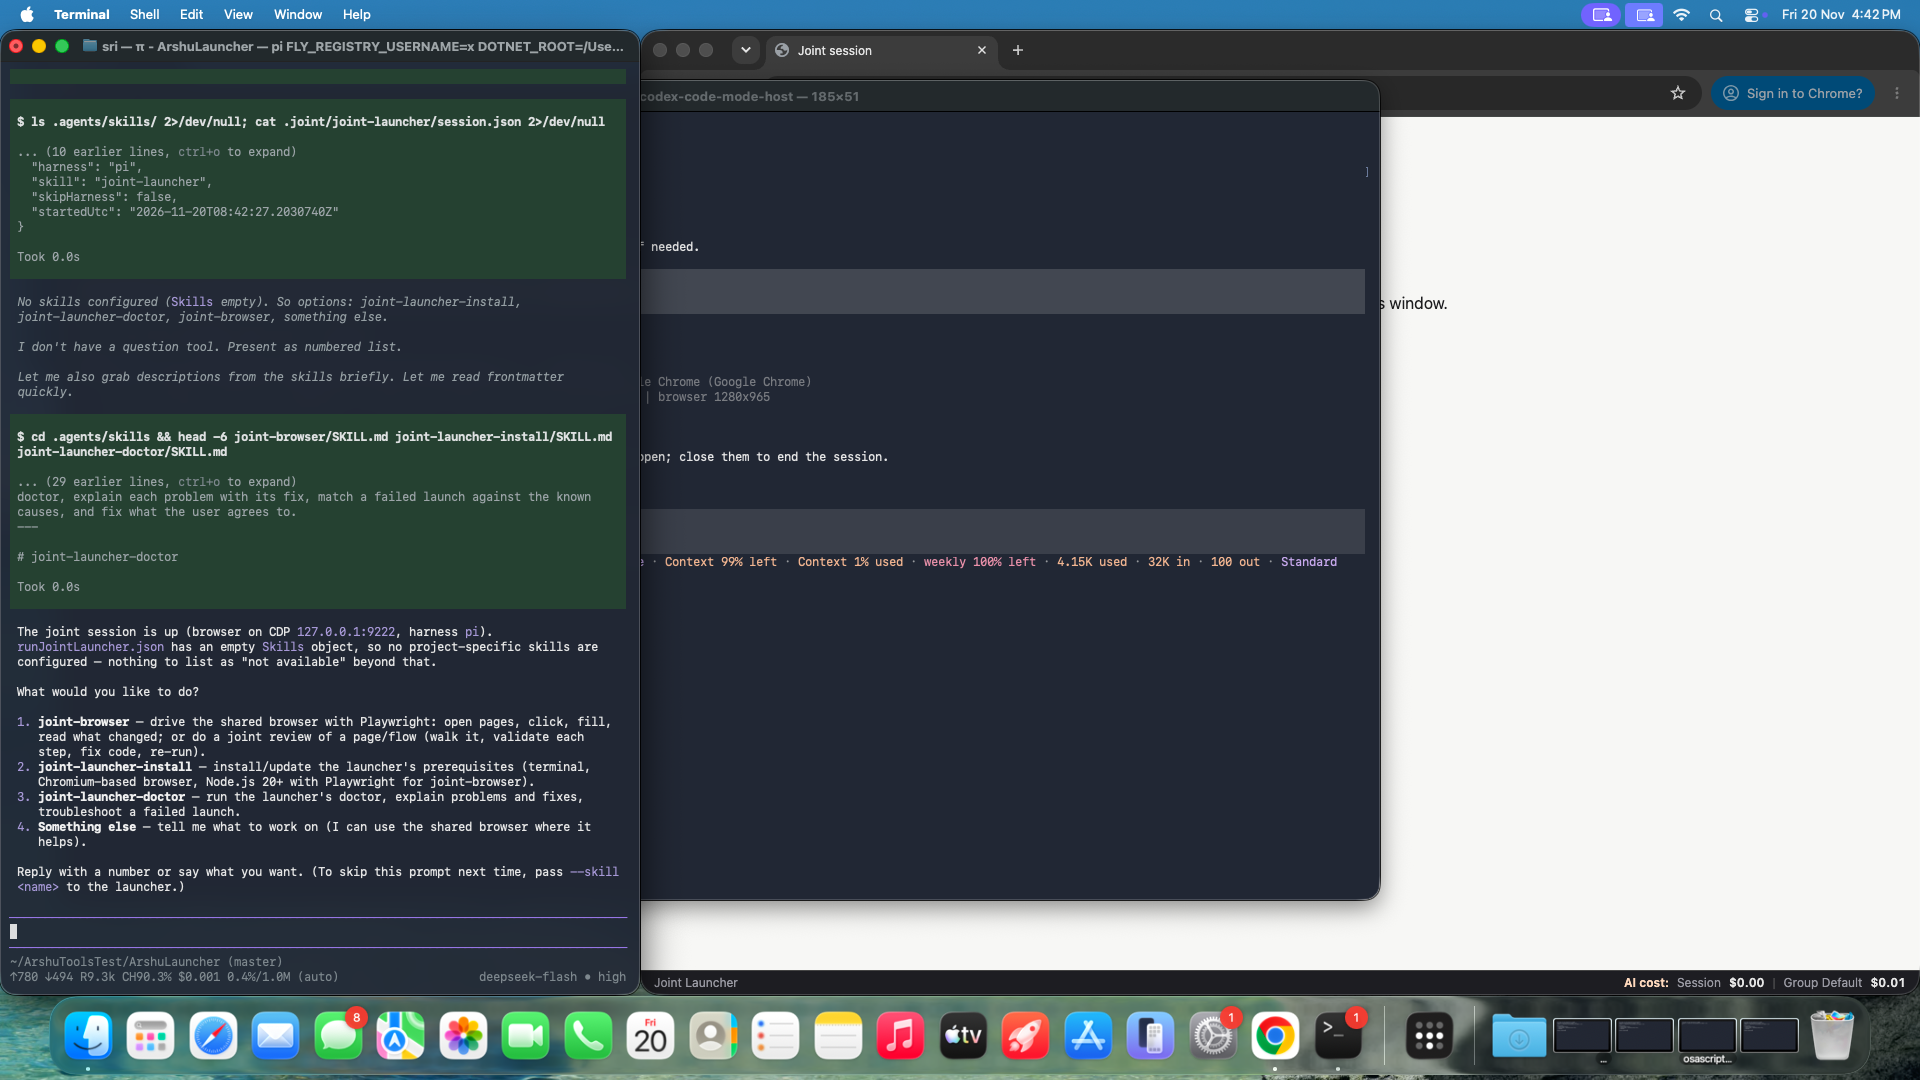 Terminal Shell Edit View Window Help
Fri 20 Nov 4:42 PM
sri — π - ArshuLauncher — pi FLY_REGISTRY_USERNAME=x DOTNET_ROOT=/Use...
$ ls .agents/skills/ 2>/dev/null; cat .joint/joint-launcher/session.json 2>/dev/null
... (10 earlier lines, ctrl+o to expand)
"harness": "pi",
"skill": "joint-launcher",
"skipHarness": false,
"startedUtc": "2026-11-20T08:42:27.2030740Z"
}
Took 0.0s
No skills configured (Skills empty). So options: joint-launcher-install,
joint-launcher-doctor, joint-browser, something else.
I don't have a question tool. Present as numbered list.
Let me also grab descriptions from the skills briefly. Let me read frontmatter
quickly.
$ cd .agents/skills && head -6 joint-browser/SKILL.md joint-launcher-install/SKILL.md
joint-launcher-doctor/SKILL.md
... (29 earlier lines, ctrl+o to expand)
doctor, explain each problem with its fix, match a failed launch against the known
causes, and fix what the user agrees to.
---
# joint-launcher-doctor
Took 0.0s
The joint session is up (browser on CDP 127.0.0.1:9222, harness pi).
runJointLauncher.json has an empty Skills object, so no project-specific skills are
configured — nothing to list as "not available" beyond that.
What would you like to do?
1. joint-browser — drive the shared browser with Playwright: open pages, click, fill,
read what changed; or do a joint review of a page/flow (walk it, validate each
step, fix code, re-run).
2. joint-launcher-install — install/update the launcher's prerequisites (terminal,
Chromium-based browser, Node.js 20+ with Playwright for joint-browser).
3. joint-launcher-doctor — run the launcher's doctor, explain problems and fixes,
troubleshoot a failed launch.
4. Something else — tell me what to work on (I can use the shared browser where it
helps).
Reply with a number or say what you want. (To skip this prompt next time, pass --skill
<name> to the launcher.)
~/ArshuToolsTest/ArshuLauncher (master)
↑780 ↓494 R9.3k CH90.3% $0.001 0.4%/1.0M (auto) deepseek-flash • high
Joint session
Sign in to Chrome?
codex-code-mode-host — 185×51
]
needed.
s window.
le Chrome (Google Chrome)
| browser 1280x965
open; close them to end the session.
· Context 99% left · Context 1% used · weekly 100% left · 4.15K used · 32K in · 100 out · Standard
Joint Launcher
AI cost: Session $0.00 | Group Default $0.01
8
Fri
20
tv
1
1
...
osascript...